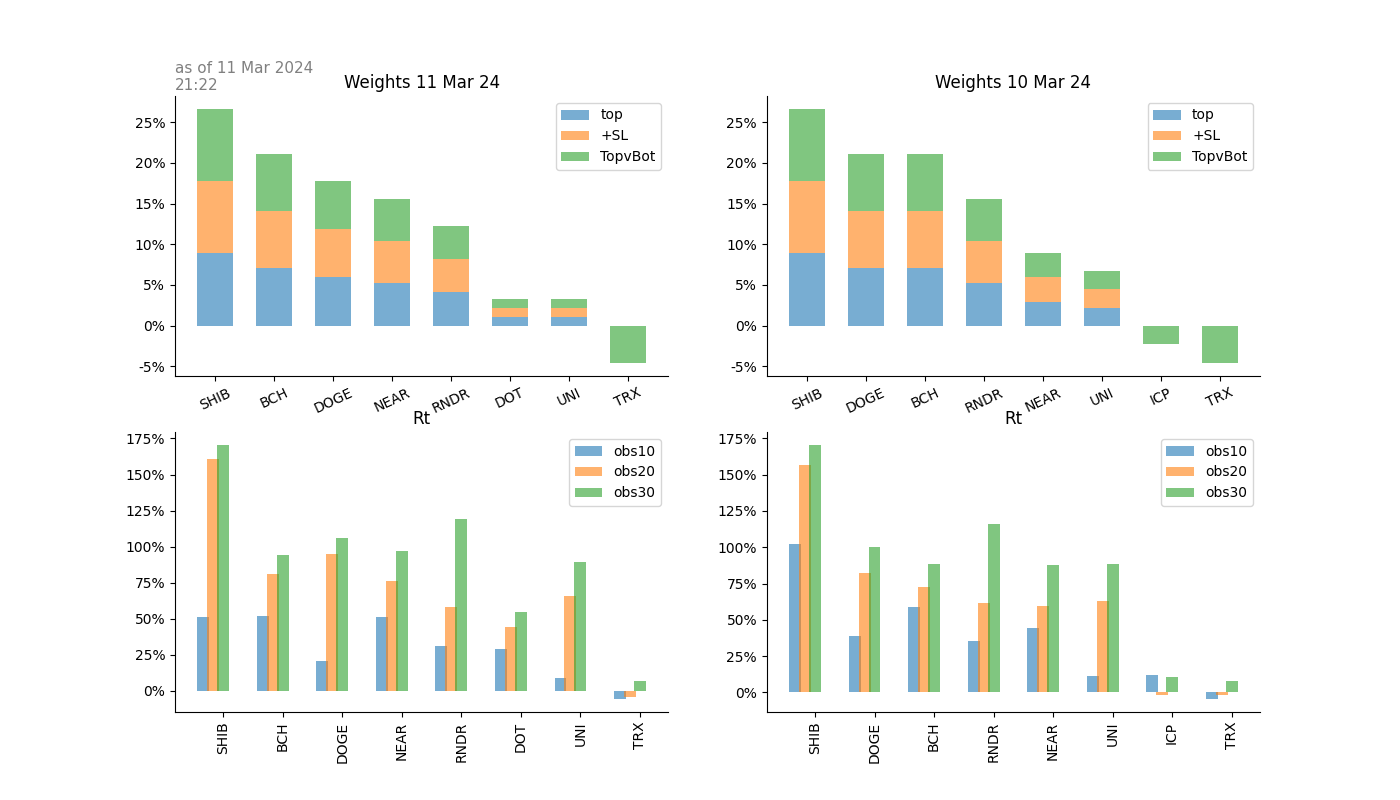 as of 11 Mar 2024
21:22
Weights 11 Mar 24
25%
20%
15%
10%
5%
0%
-5%
top
+SL
TopvBot
SHIB BCH DOGE NEAR RNDR DOT UNI TRX
Weights 10 Mar 24
25%
20%
15%
10%
5%
0%
-5%
top
+SL
TopvBot
SHIB DOGE BCH RNDR NEAR UNI ICP TRX
Rt
175%
150%
125%
100%
75%
50%
25%
0%
obs10
obs20
obs30
SHIB BCH DOGE NEAR RNDR DOT UNI TRX
Rt
175%
150%
125%
100%
75%
50%
25%
0%
obs10
obs20
obs30
SHIB DOGE BCH RNDR NEAR UNI ICP TRX